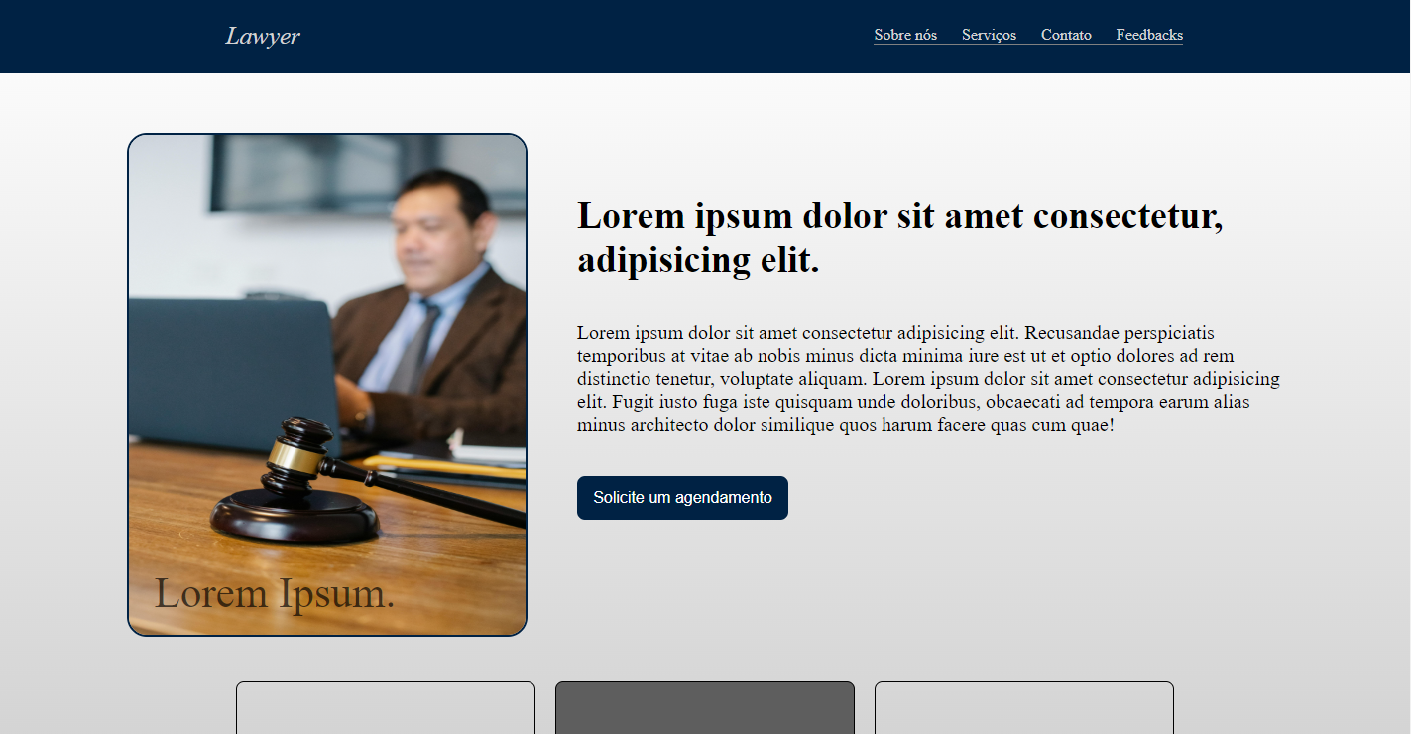 Lawyer
Sobre nós Serviços Contato Feedbacks
Lorem ipsum dolor sit amet consectetur,
adipisicing elit.
Lorem ipsum dolor sit amet consectetur adipisicing elit. Recusandae perspiciatis
temporibus at vitae ab nobis minus dicta minima iure est ut et optio dolores ad rem
distinctio tenetur, voluptate aliquam. Lorem ipsum dolor sit amet consectetur adipisicing
elit. Fugit iusto fuga iste quisquam unde doloribus, obcaecati ad tempora earum alias
minus architecto dolor similique quos harum facere quas cum quae!
Solicite um agendamento
Lorem Ipsum.